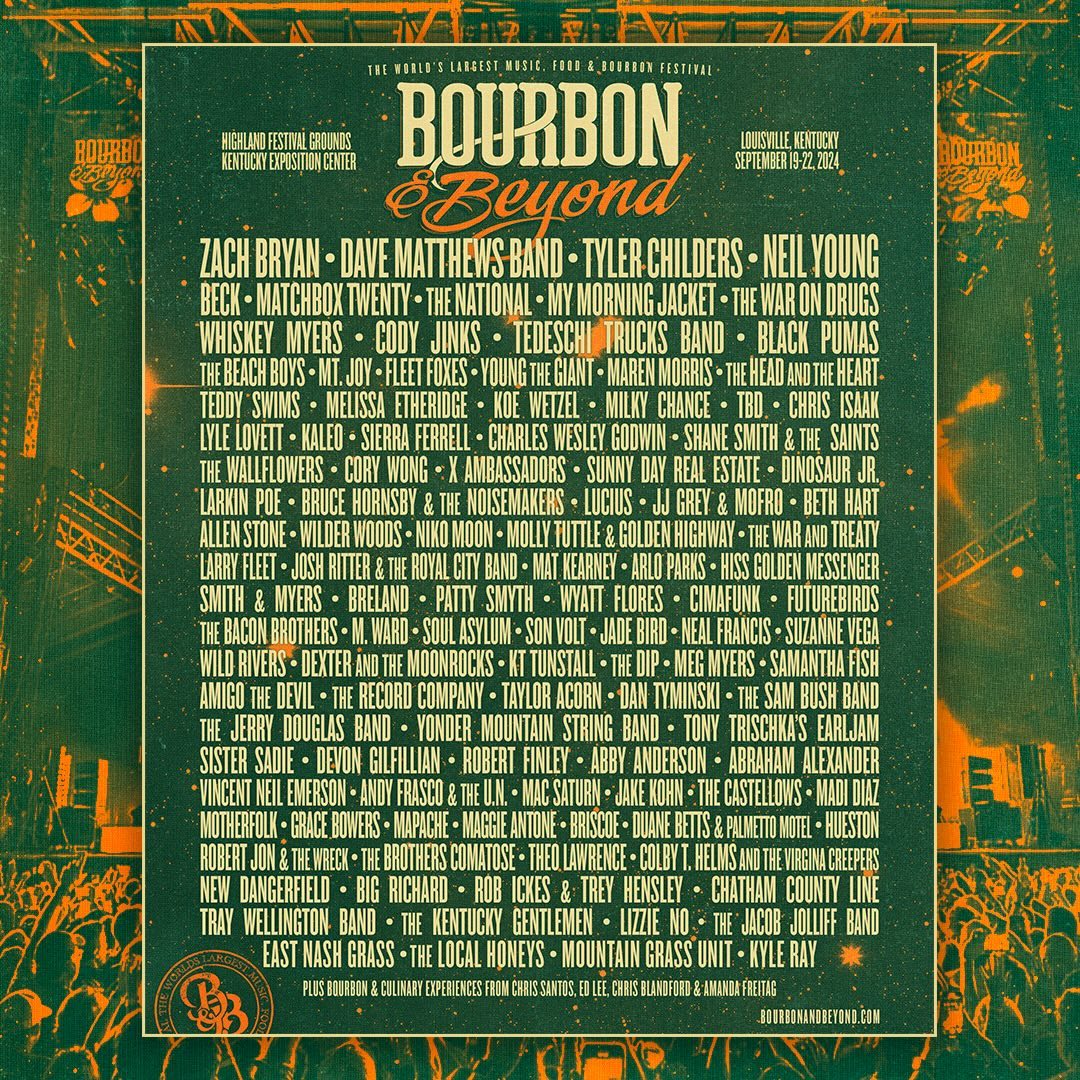 THE WORLD'S LARGEST MUSIC, FOOD & BOURBON FESTIVAL
BOURBON
& Beyond
HIGHLAND FESTIVAL GROUNDS
KENTUCKY EXPOSITION CENTER
LOUISVILLE, KENTUCKY
SEPTEMBER 19-22, 2024
BOURBON
& Beyond
BOURBON
& Beyond
ZACH BRYAN • DAVE MATTHEWS BAND • TYLER CHILDERS • NEIL YOUNG
BECK • MATCHBOX TWENTY • THE NATIONAL • MY MORNING JACKET • THE WAR ON DRUGS
WHISKEY MYERS • CODY JINKS • TEDESCHI TRUCKS BAND • BLACK PUMAS
THE BEACH BOYS • MT. JOY • FLEET FOXES • YOUNG THE GIANT • MAREN MORRIS • THE HEAD AND THE HEART
TEDDY SWIMS • MELISSA ETHERIDGE • KOE WETZEL • MILKY CHANCE • TBD • CHRIS ISAAK
LYLE LOVETT • KALEO • SIERRA FERRELL • CHARLES WESLEY GODWIN • SHANE SMITH & THE SAINTS
THE WALLFLOWERS • CORY WONG • X AMBASSADORS • SUNNY DAY REAL ESTATE • DINOSAUR JR.
LARKIN POE • BRUCE HORNSBY & THE NOISEMAKERS • LUCIUS • JJ GREY & MOFRO • BETH HART
ALLEN STONE • WILDER WOODS • NIKO MOON • MOLLY TUTTLE & GOLDEN HIGHWAY • THE WAR AND TREATY
LARRY FLEET • JOSH RITTER & THE ROYAL CITY BAND • MAT KEARNEY • ARLO PARKS • HISS GOLDEN MESSENGER
SMITH & MYERS • BRELAND • PATTY SMYTH • WYATT FLORES • CIMAFUNK • FUTUREBIRDS
THE BACON BROTHERS • M. WARD • SOUL ASYLUM • SON VOLT • JADE BIRD • NEAL FRANCIS • SUZANNE VEGA
WILD RIVERS • DEXTER AND THE MOONROCKS • KT TUNSTALL • THE DIP • MEG MYERS • SAMANTHA FISH
AMIGO THE DEVIL • THE RECORD COMPANY • TAYLOR ACORN • DAN TYMINSKI • THE SAM BUSH BAND
THE JERRY DOUGLAS BAND • YONDER MOUNTAIN STRING BAND • TONY TRISCHKA'S EARLJAM
SISTER SADIE • DEVON GILFILLIAN • ROBERT FINLEY • ABBY ANDERSON • ABRAHAM ALEXANDER
VINCENT NEIL EMERSON • ANDY FRASCO & THE U.N. • MAC SATURN • JAKE KOHN • THE CASTELLOWS • MADI DIAZ
MOTHERFOLK • GRACE BOWERS • MAPACHE • MAGGIE ANTONE • BRISCOE • DUANE BETTS & PALMETTO MOTEL • HUESTON
ROBERT JON & THE WRECK • THE BROTHERS COMATOSE • THEO LAWRENCE • COLBY T. HELMS AND THE VIRGINA CREEPERS
NEW DANGERFIELD • BIG RICHARD • ROB ICKES & TREY HENSLEY • CHATHAM COUNTY LINE
TRAY WELLINGTON BAND • THE KENTUCKY GENTLEMEN • LIZZIE NO • THE JACOB JOLLIFF BAND
EAST NASH GRASS • THE LOCAL HONEYS • MOUNTAIN GRASS UNIT • KYLE RAY
PLUS BOURBON & CULINARY EXPERIENCES FROM CHRIS SANTOS, ED LEE, CHRIS BLANDFORD & AMANDA FREITAG
BOURBONANDBEYOND.COM
THE WORLD'S LARGEST MUSIC, FOO
B&B